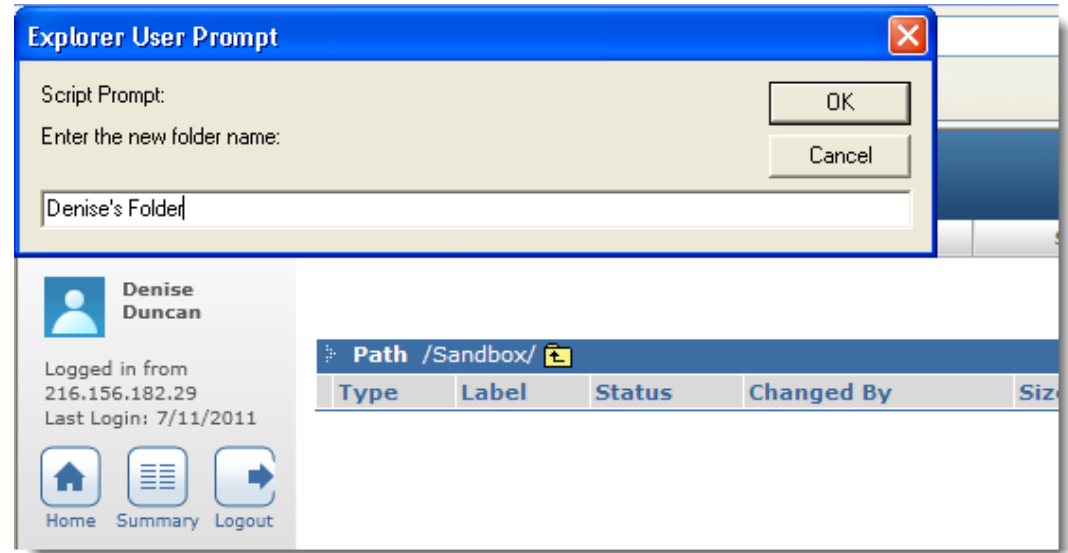 Explorer User Prompt
Script Prompt:
OK
Enter the new folder name:
Cancel
Denise's Folder
Denise
Duncan
Logged in from
216.156.182.29
Last Login: 7/11/2011
Home Summary Logout
Path /Sandbox/
Type Label Status Changed By